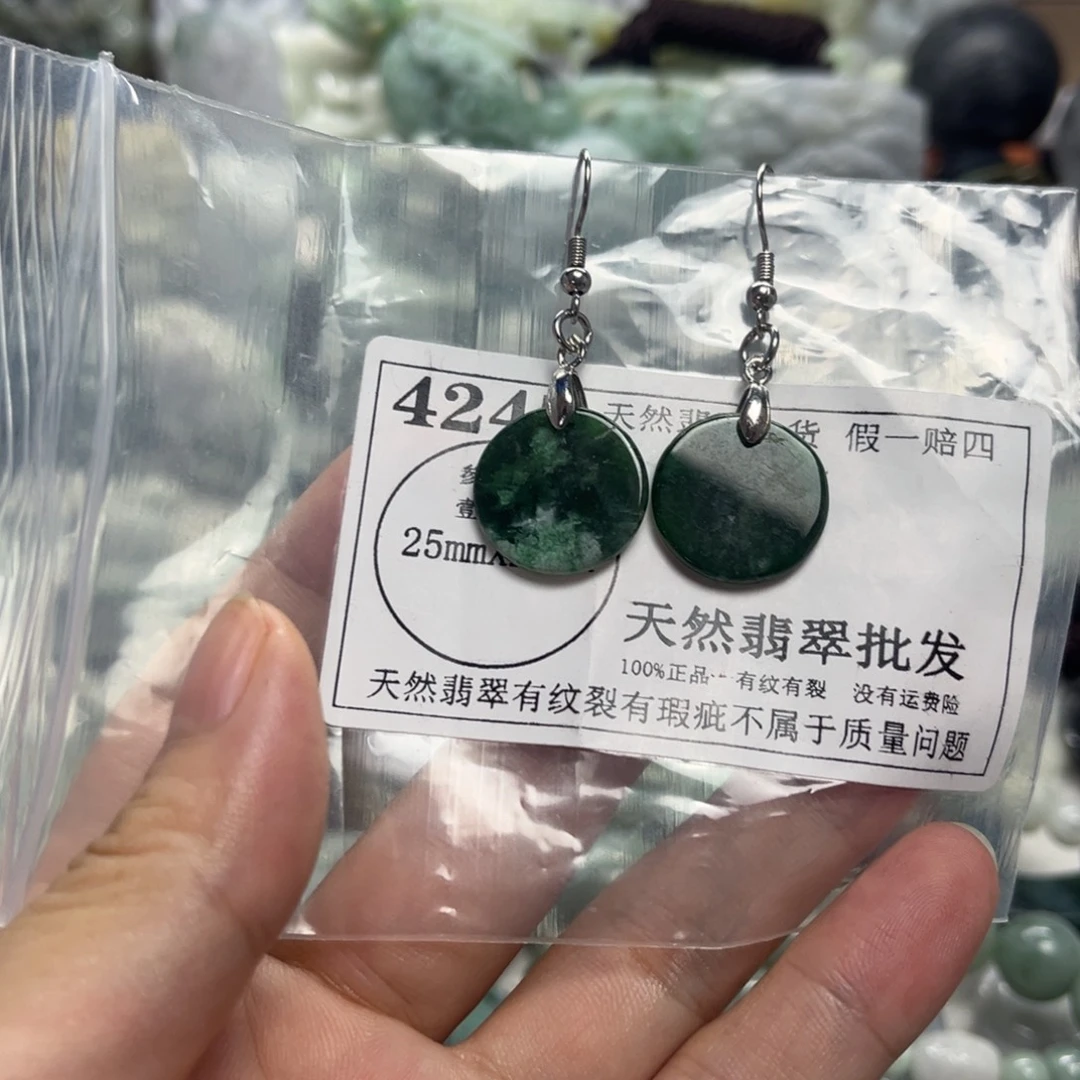 424
天然翡 货 假一赔四
25mm
天然翡翠批发
100%正品 有纹有裂 没有运费险
天然翡翠有纹裂有瑕疵不属于质量问题